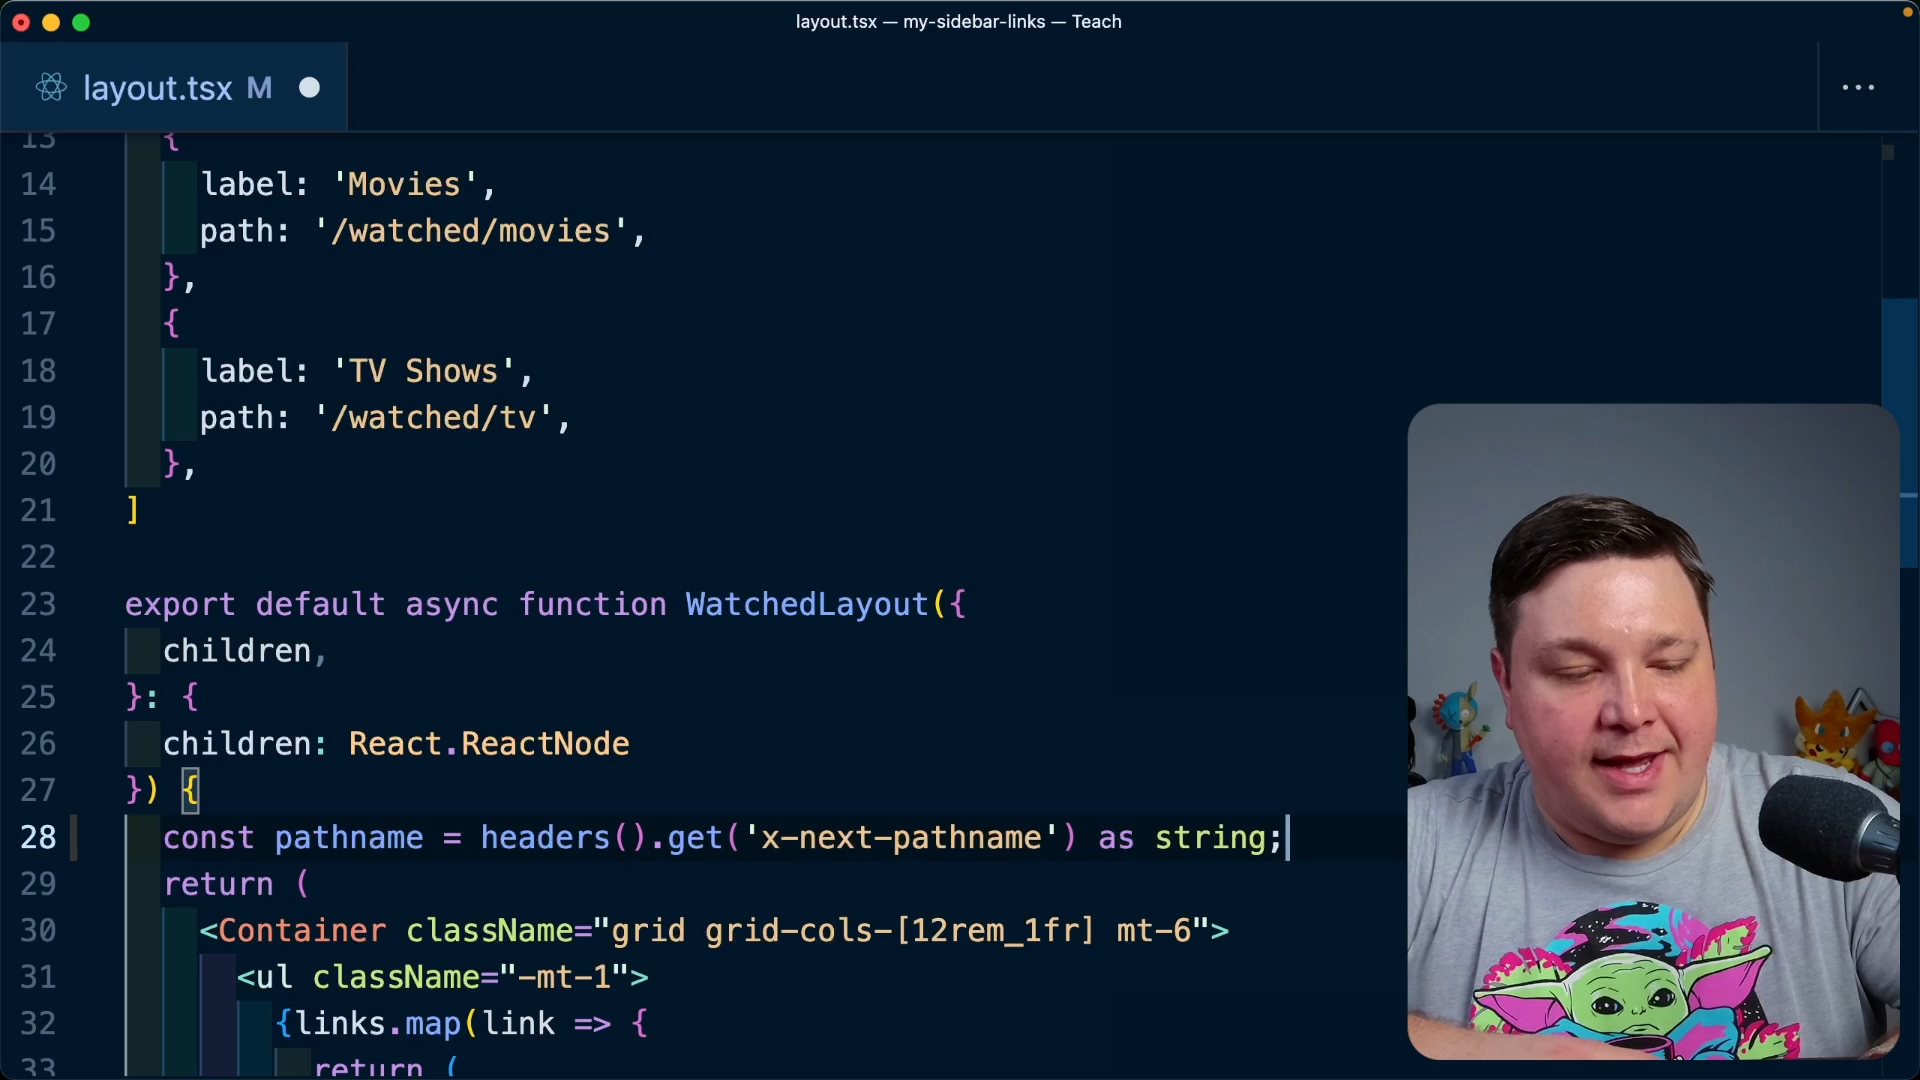 layout.tsx — my-sidebar-links — Teach
layout.tsx M
13 {
14 label: 'Movies',
15 path: '/watched/movies',
16 },
17 {
18 label: 'TV Shows',
19 path: '/watched/tv',
20 },
21 ]
22
23 export default async function WatchedLayout({
24 children,
25 }: {
26 children: React.ReactNode
27 }) {
28 const pathname = headers().get('x-next-pathname') as string;
29 return (
30 <Container className="grid grid-cols-[12rem_1fr] mt-6">
31 <ul className="-mt-1">
32 {links.map(link => {
33 return (